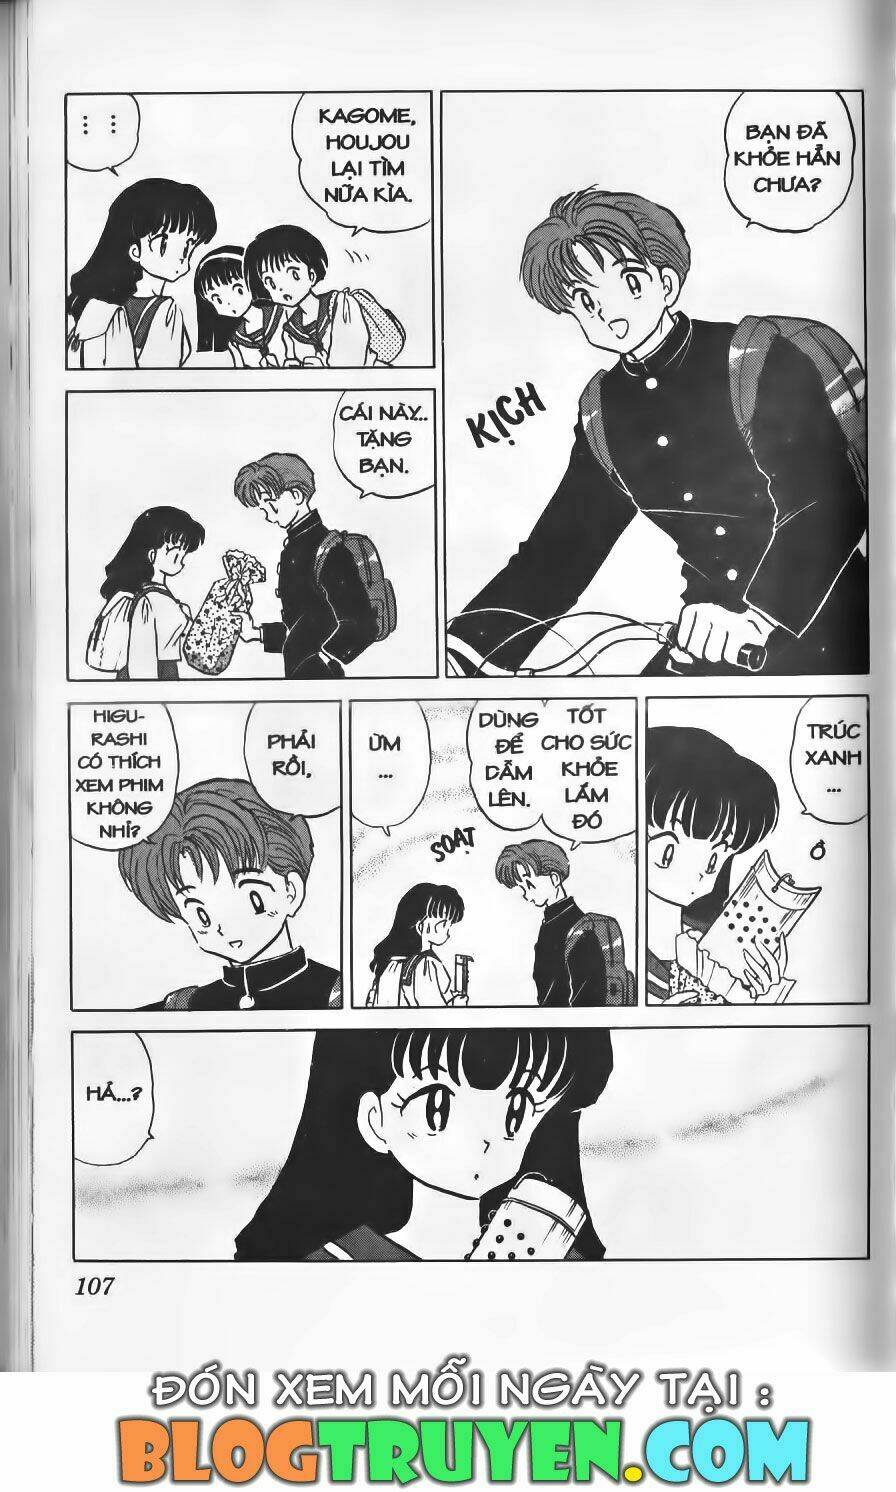 BẠN ĐÃ
KHỎE HẲN
CHƯA?
KỊCH
KAGOME,
HOUJOU
LẠI TÌM
NỮA KÌA.
...
...
CÁI NÀY..
TẶNG
BẠN.
TRÚC
XANH
...
Ồ
TỐT
CHO SỨC
KHỎE
LẮM
ĐÓ
DÙNG
ĐỂ
DẪM
LÊN.
ỪM
...
SOẠT
PHẢI
RỒI,
HIGU-
RASHI
CÓ THÍCH
XEM PHIM
KHÔNG
NHỈ?
HẢ...?
107
ĐÓN XEM MỖI NGÀY TẠI :
BLOGTRUYEN.COM